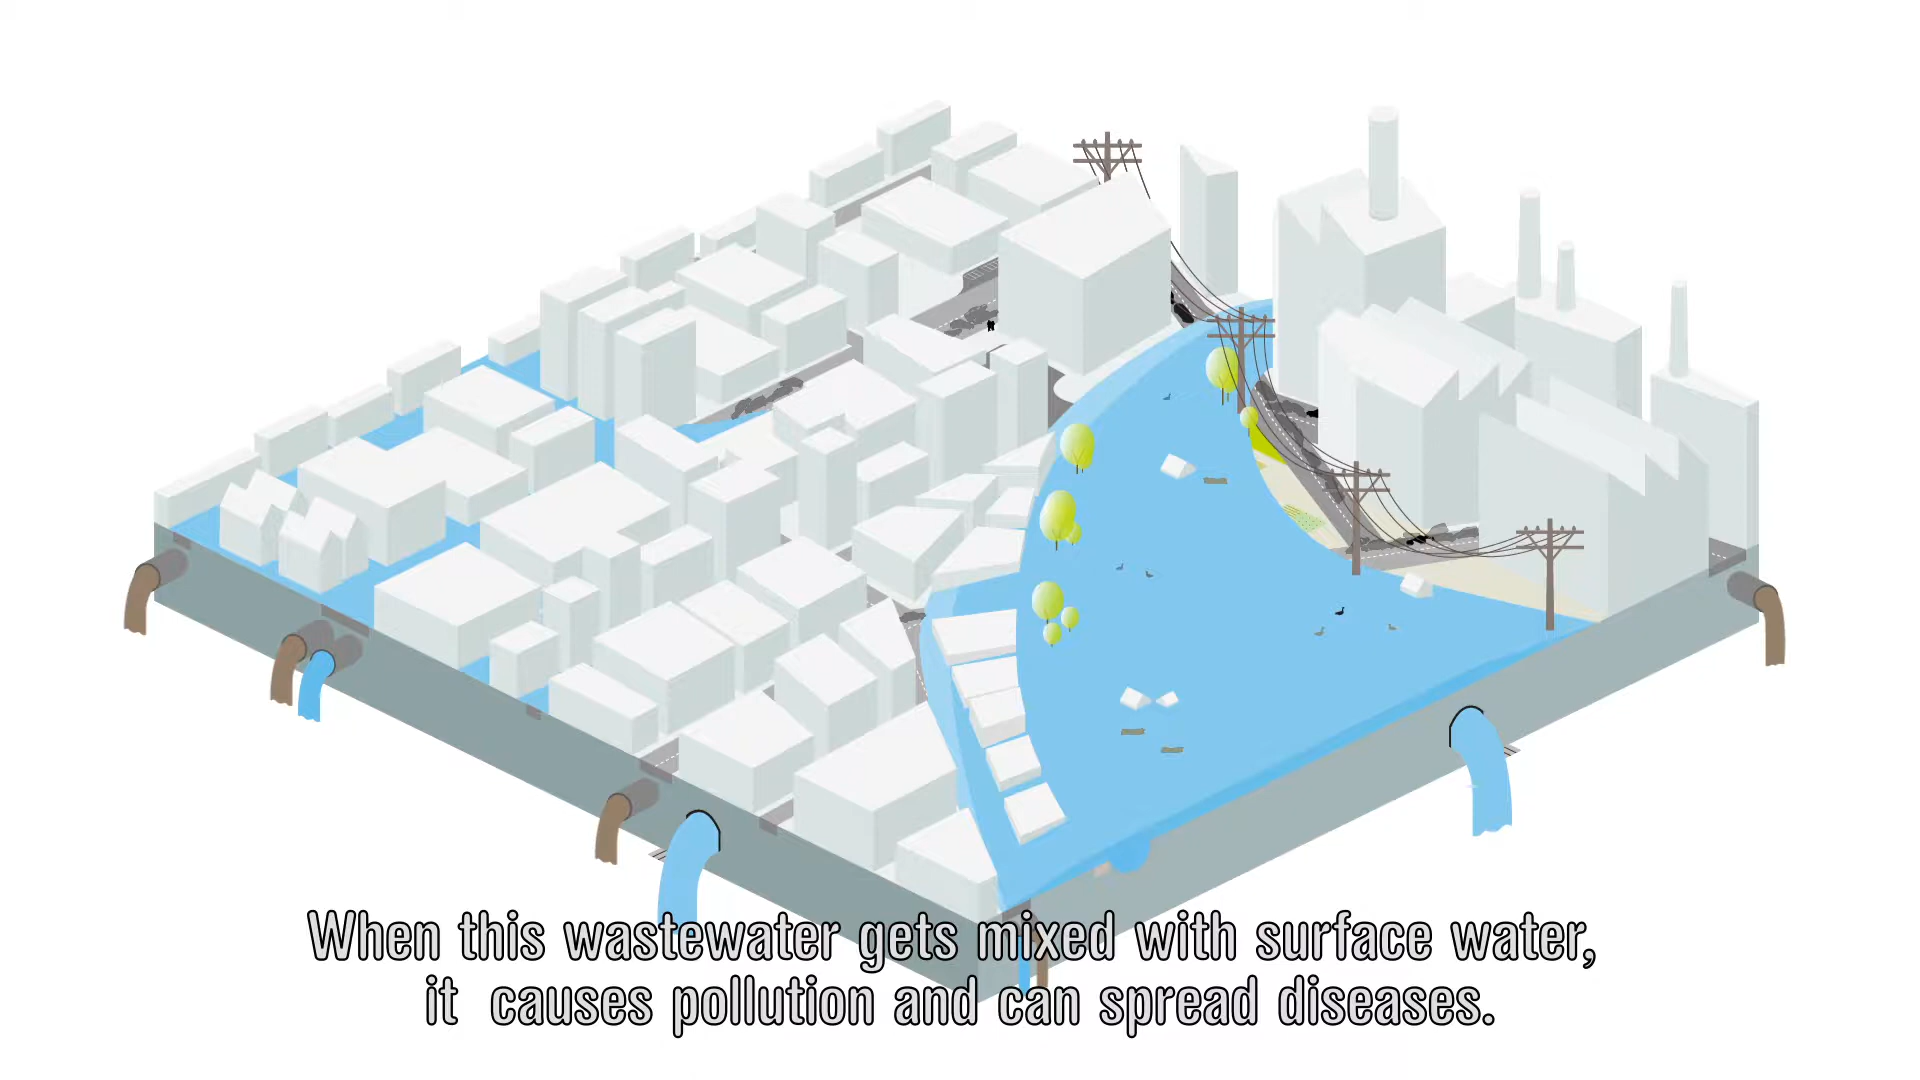 When this wastewater gets mixed with surface water,
it causes pollution and can spread diseases.